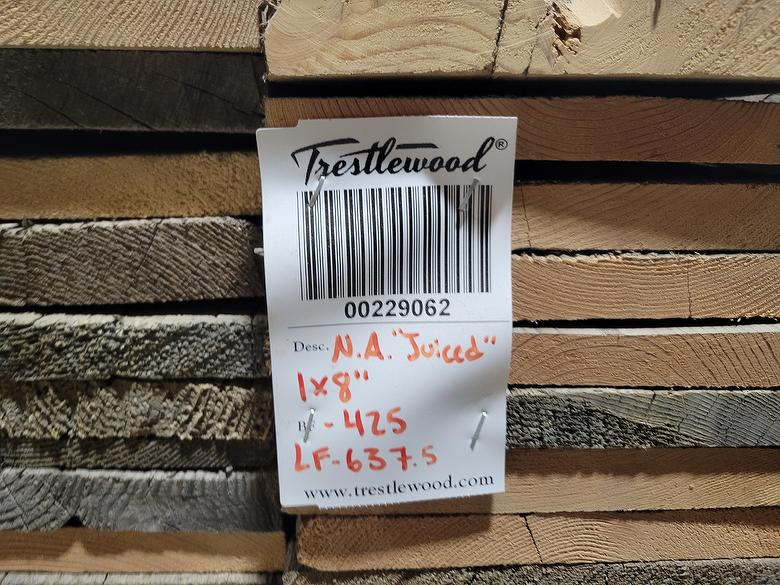 Trestlewood®
00229062
Desc. N.A. "Juiced"
1x8"
BF - 425
LF-637.5
www.trestlewood.com